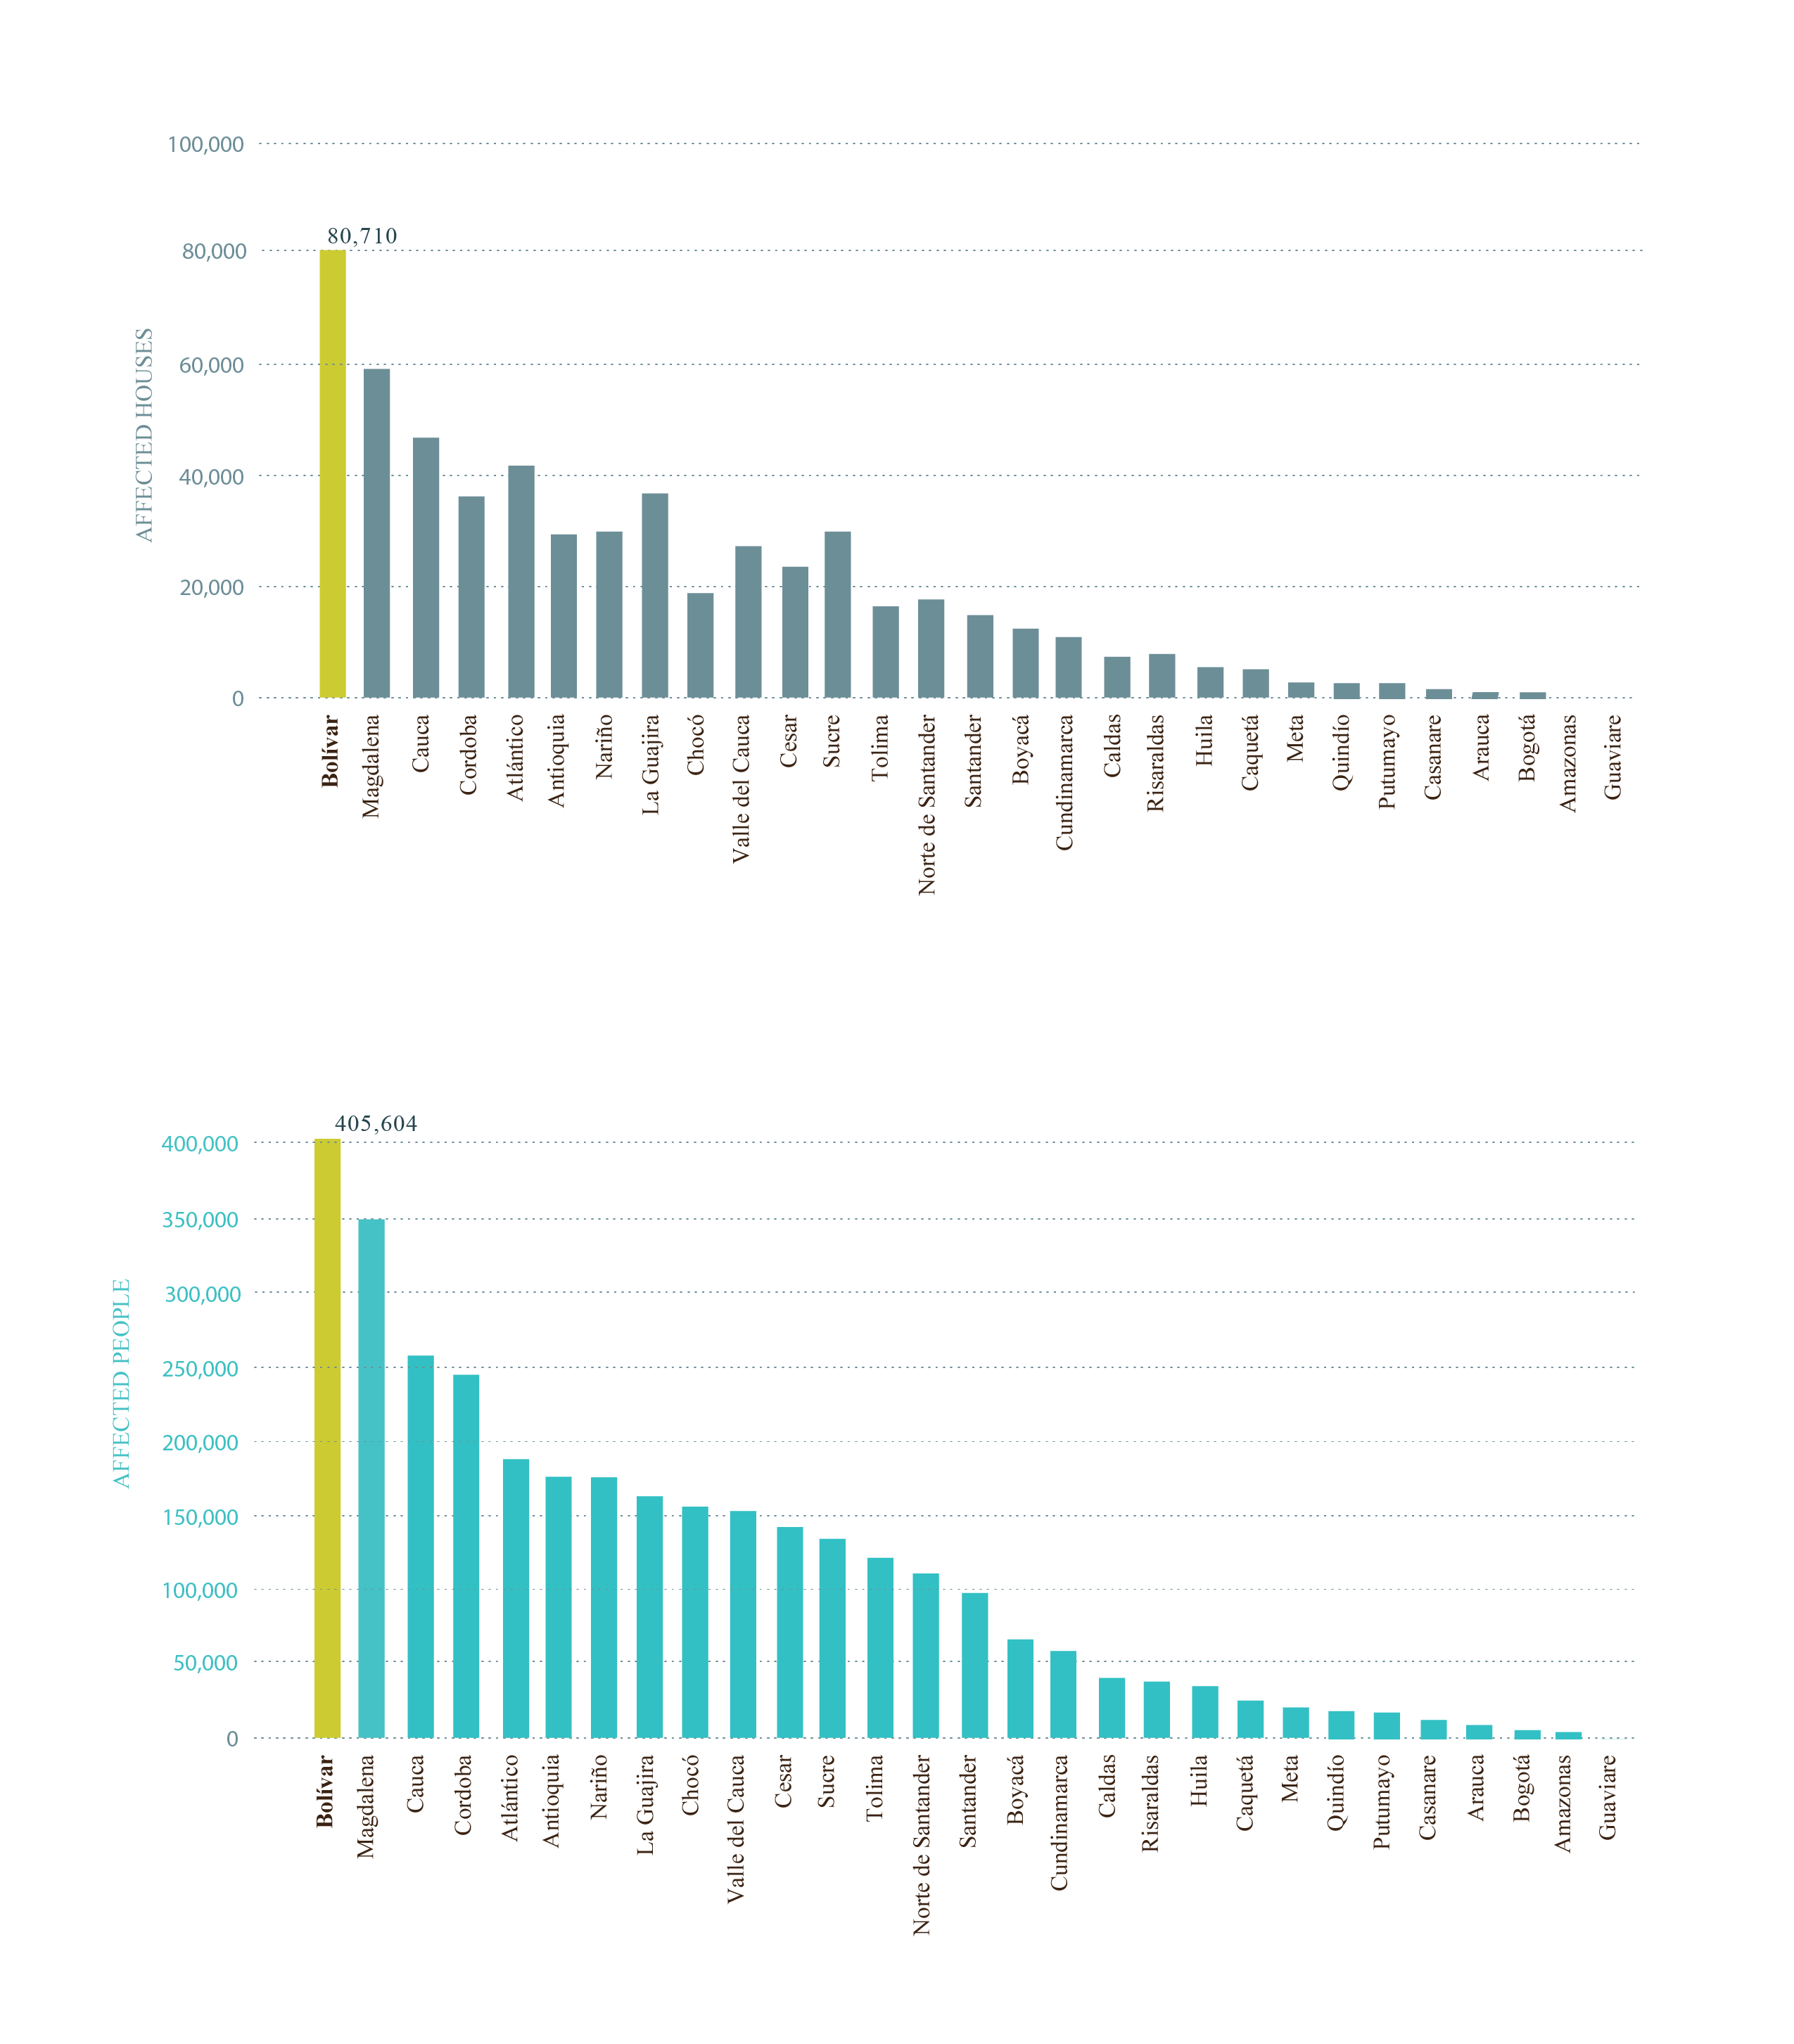 100,000
80,710
80,000
60,000
40,000
20,000
0
AFFECTED HOUSES
Bolívar
Magdalena
Cauca
Cordoba
Atlántico
Antioquia
Nariño
La Guajira
Chocó
Valle del Cauca
Cesar
Sucre
Tolima
Norte de Santander
Santander
Boyacá
Cundinamarca
Caldas
Risaraldas
Huila
Caquetá
Meta
Quindío
Putumayo
Casanare
Arauca
Bogotá
Amazonas
Guaviare
405,604
400,000
350,000
300,000
250,000
200,000
150,000
100,000
50,000
0
AFFECTED PEOPLE
Bolívar
Magdalena
Cauca
Cordoba
Atlántico
Antioquia
Nariño
La Guajira
Chocó
Valle del Cauca
Cesar
Sucre
Tolima
Norte de Santander
Santander
Boyacá
Cundinamarca
Caldas
Risaraldas
Huila
Caquetá
Meta
Quindío
Putumayo
Casanare
Arauca
Bogotá
Amazonas
Guaviare